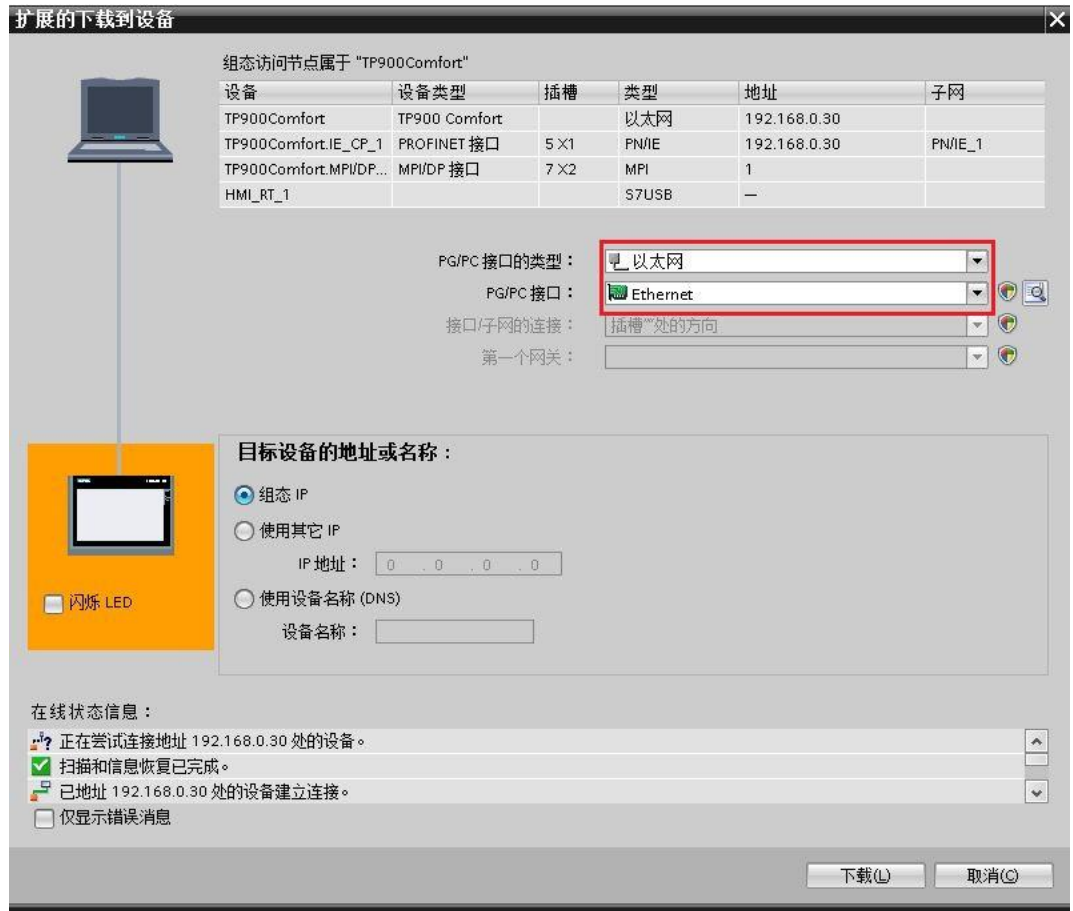 扩展的下载到设备
组态访问节点属于 "TP900Comfort"
设备 设备类型 插槽 类型 地址 子网
TP900Comfort TP900 Comfort 以太网 192.168.0.30
TP900Comfort.IE_CP_1 PROFINET 接口 5 X1 PN/IE 192.168.0.30 PN/IE_1
TP900Comfort.MPI/DP... MPI/DP 接口 7 X2 MPI 1
HMI_RT_1 S7USB —
PG/PC 接口的类型： 以太网
PG/PC 接口： Ethernet
接口/子网的连接： 插槽""处的方向
第一个网关：
目标设备的地址或名称：
组态 IP
使用其它 IP
IP 地址： 0 . 0 . 0 . 0
闪烁 LED
使用设备名称 (DNS)
设备名称：
在线状态信息：
正在尝试连接地址 192.168.0.30 处的设备。
扫描和信息恢复已完成。
已地址 192.168.0.30 处的设备建立连接。
仅显示错误消息
下载(L) 取消(C)